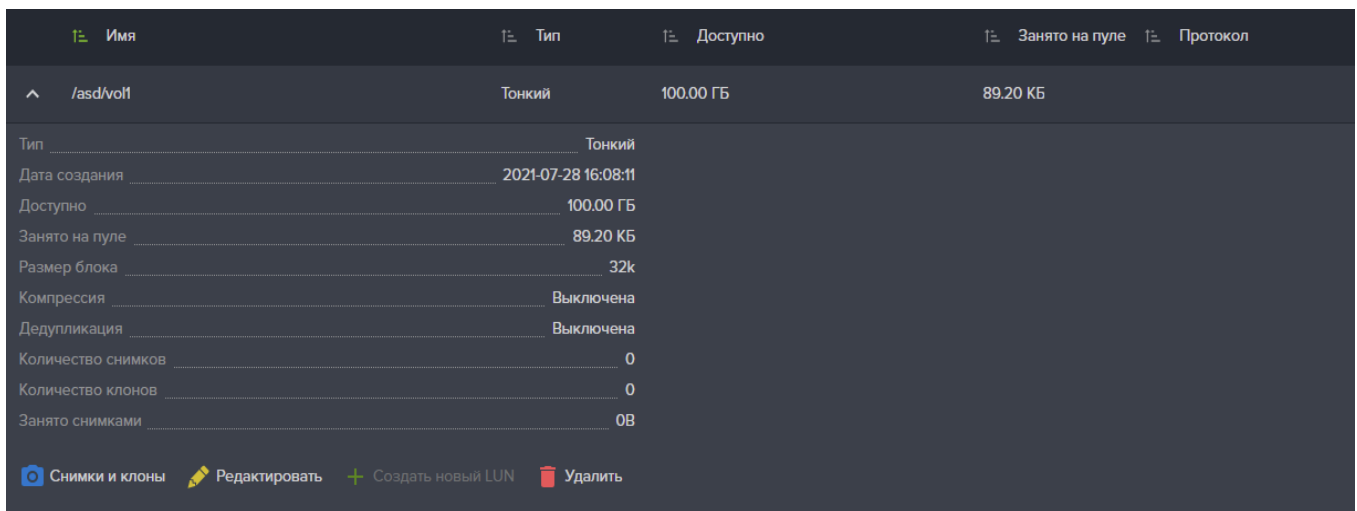 Имя Тип Доступно Занято на пуле Протокол
/asd/vol1 Тонкий 100.00 ГБ 89.20 КБ
Тип Тонкий
Дата создания 2021-07-28 16:08:11
Доступно 100.00 ГБ
Занято на пуле 89.20 КБ
Размер блока 32k
Компрессия Выключена
Дедупликация Выключена
Количество снимков 0
Количество клонов 0
Занято снимками 0B
Снимки и клоны Редактировать Создать новый LUN Удалить